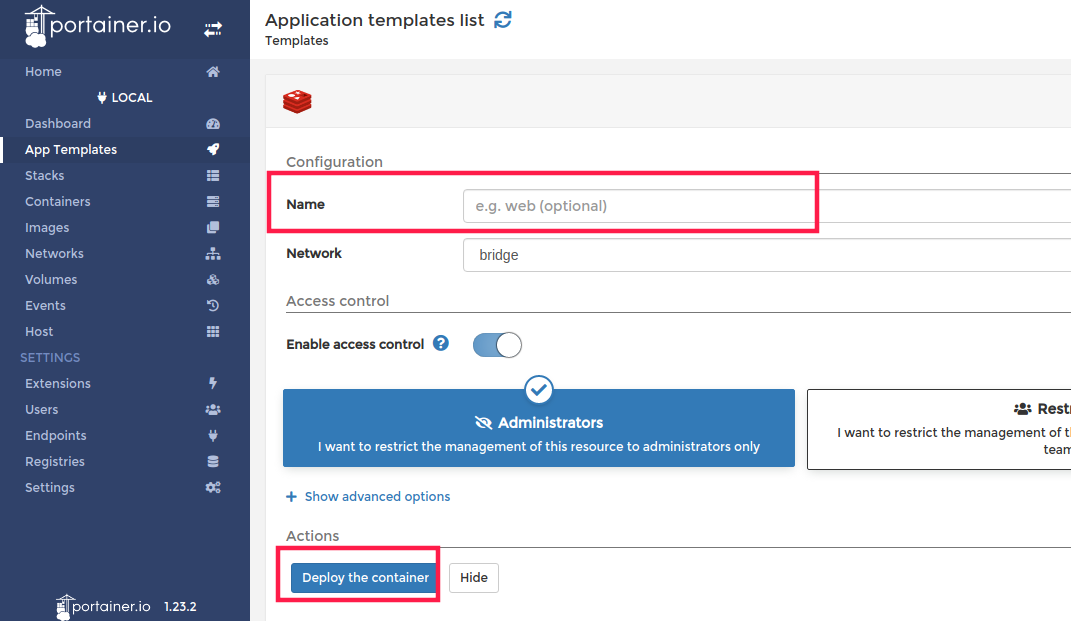 portainer.io
Home
LOCAL
Dashboard
App Templates
Stacks
Containers
Images
Networks
Volumes
Events
Host
SETTINGS
Extensions
Users
Endpoints
Registries
Settings
portainer.io 1.23.2
Application templates list
Templates
Configuration
Name e.g. web (optional)
Network bridge
Access control
Enable access control ?
Administrators
I want to restrict the management of this resource to administrators only
Restr
I want to restrict the management of t
team
+ Show advanced options
Actions
Deploy the container Hide